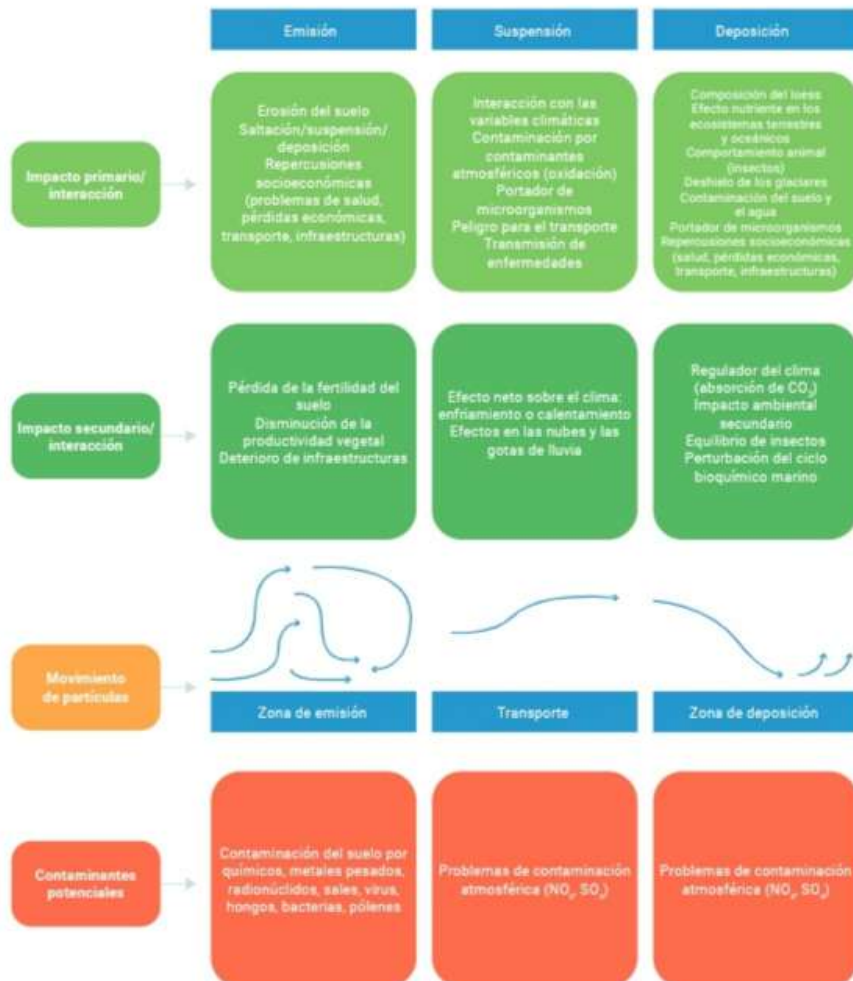 Emisión
Suspensión
Deposición
Impacto primario/
interacción
Erosión del suelo
Saltación/suspensión/
deposición
Repercusiones
socioeconómicas
(problemas de salud,
pérdidas económicas,
transporte, infraestructuras)
Interacción con las
variables climáticas
Contaminación por
contaminantes
atmosféricos (oxidación)
Portador de
microorganismos
Peligro para el transporte
Transmisión de
enfermedades
Composición del loess
Efecto nutriente en los
ecosistemas terrestres
y oceánicos
Comportamiento animal
(insectos)
Deshielo de los glaciares
Contaminación del suelo y
el agua
Portador de microorganismos
Repercusiones socioeconómicas
(salud, pérdidas económicas,
transporte, infraestructuras)
Impacto secundario/
interacción
Pérdida de la fertilidad del
suelo
Disminución de la
productividad vegetal
Deterioro de infraestructuras
Efecto neto sobre el clima:
enfriamiento o calentamiento
Efectos en las nubes y las
gotas de lluvia
Regulador del clima
(absorción de CO₂)
Impacto ambiental
secundario
Equilibrio de insectos
Perturbación del ciclo
bioquímico marino
Movimiento
de partículas
Zona de emisión
Transporte
Zona de deposición
Contaminantes
potenciales
Contaminación del suelo por
químicos, metales pesados,
radionúclidos, sales, virus,
hongos, bacterias, pólenes
Problemas de contaminación
atmosférica (NOₓ, SOₓ)
Problemas de contaminación
atmosférica (NOₓ, SOₓ)